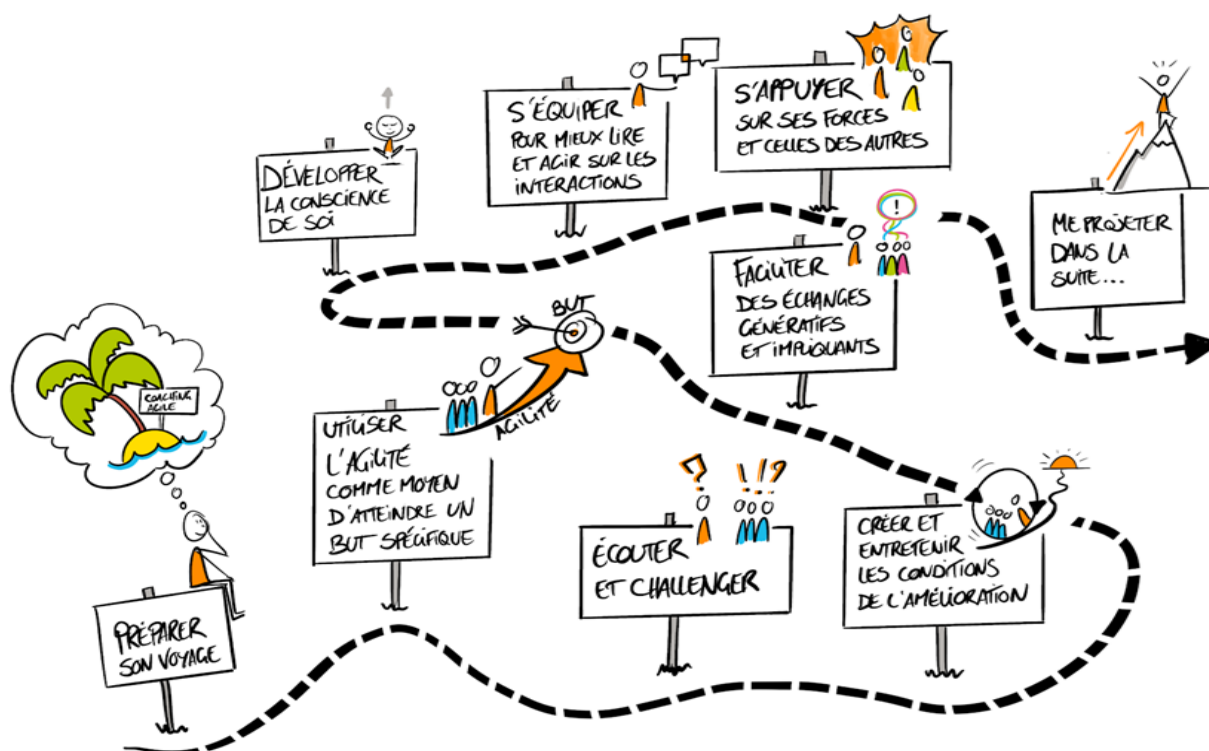 PRÉPARER
SON VOYAGE
COACHING
AGILE
UTILISER
L'AGILITÉ
COMME MOYEN
D'ATTEINDRE UN
BUT SPÉCIFIQUE
AGILITÉ
BUT
ÉCOUTER
ET CHALLENGER
? !!?
CRÉER ET
ENTRETENIR
LES CONDITIONS
DE L'AMÉLIORATION
DÉVELOPPER
LA CONSCIENCE
DE SOI
S'ÉQUIPER
POUR MIEUX LIRE
ET AGIR SUR LES
INTERACTIONS
S'APPUYER
SUR SES FORCES
ET CELLES DES AUTRES
!
FACILITER
DES ÉCHANGES
GÉNÉRATIFS
ET IMPLIQUANTS
ME PROJETER
DANS LA
SUITE...